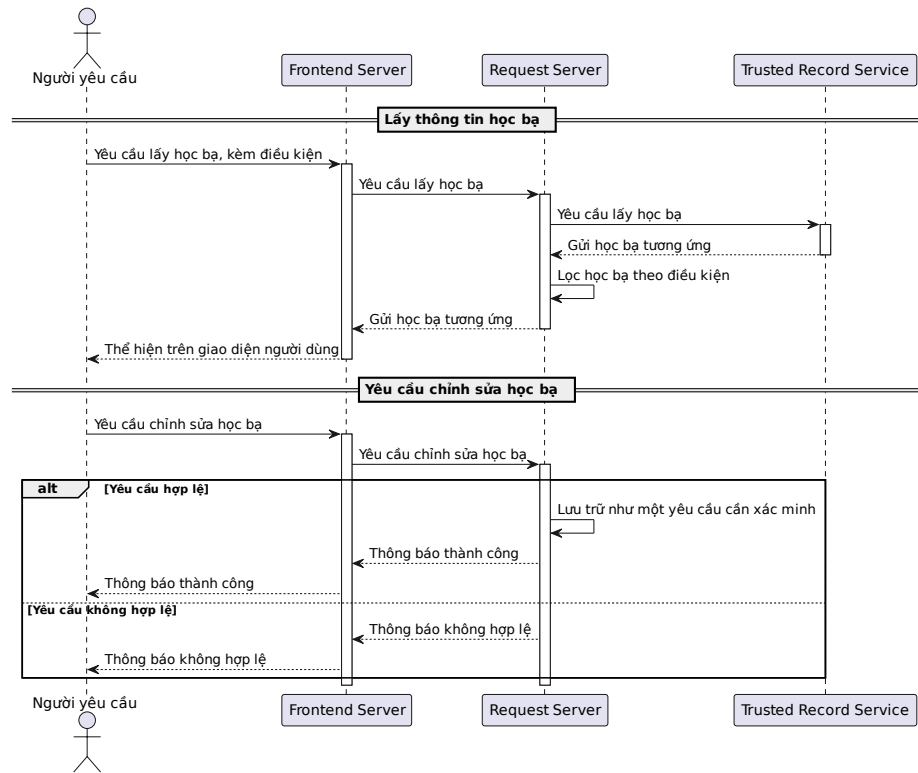 Người yêu cầu
Frontend Server
Request Server
Trusted Record Service
Lấy thông tin học bạ
Yêu cầu lấy học bạ, kèm điều kiện
Yêu cầu lấy học bạ
Yêu cầu lấy học bạ
Gửi học bạ tương ứng
Lọc học bạ theo điều kiện
Gửi học bạ tương ứng
Thể hiện trên giao diện người dùng
Yêu cầu chỉnh sửa học bạ
Yêu cầu chỉnh sửa học bạ
Yêu cầu chỉnh sửa học bạ
alt
[Yêu cầu hợp lệ]
Lưu trữ như một yêu cầu cần xác minh
Thông báo thành công
Thông báo thành công
[Yêu cầu không hợp lệ]
Thông báo không hợp lệ
Thông báo không hợp lệ
Người yêu cầu
Frontend Server
Request Server
Trusted Record Service